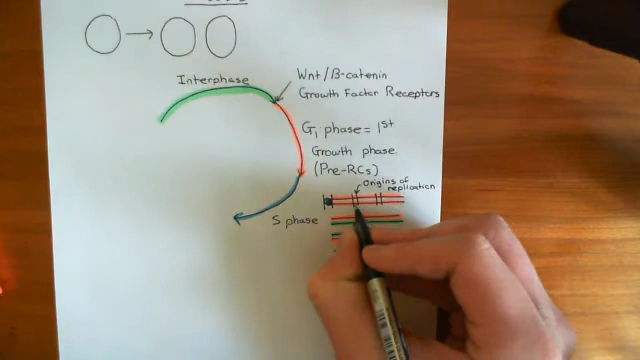 Interphase
Wnt/β-catenin
Growth Factor Receptors
G₁ phase = 1st
Growth phase
(Pre-RCs)
Origins of
replication
S phase